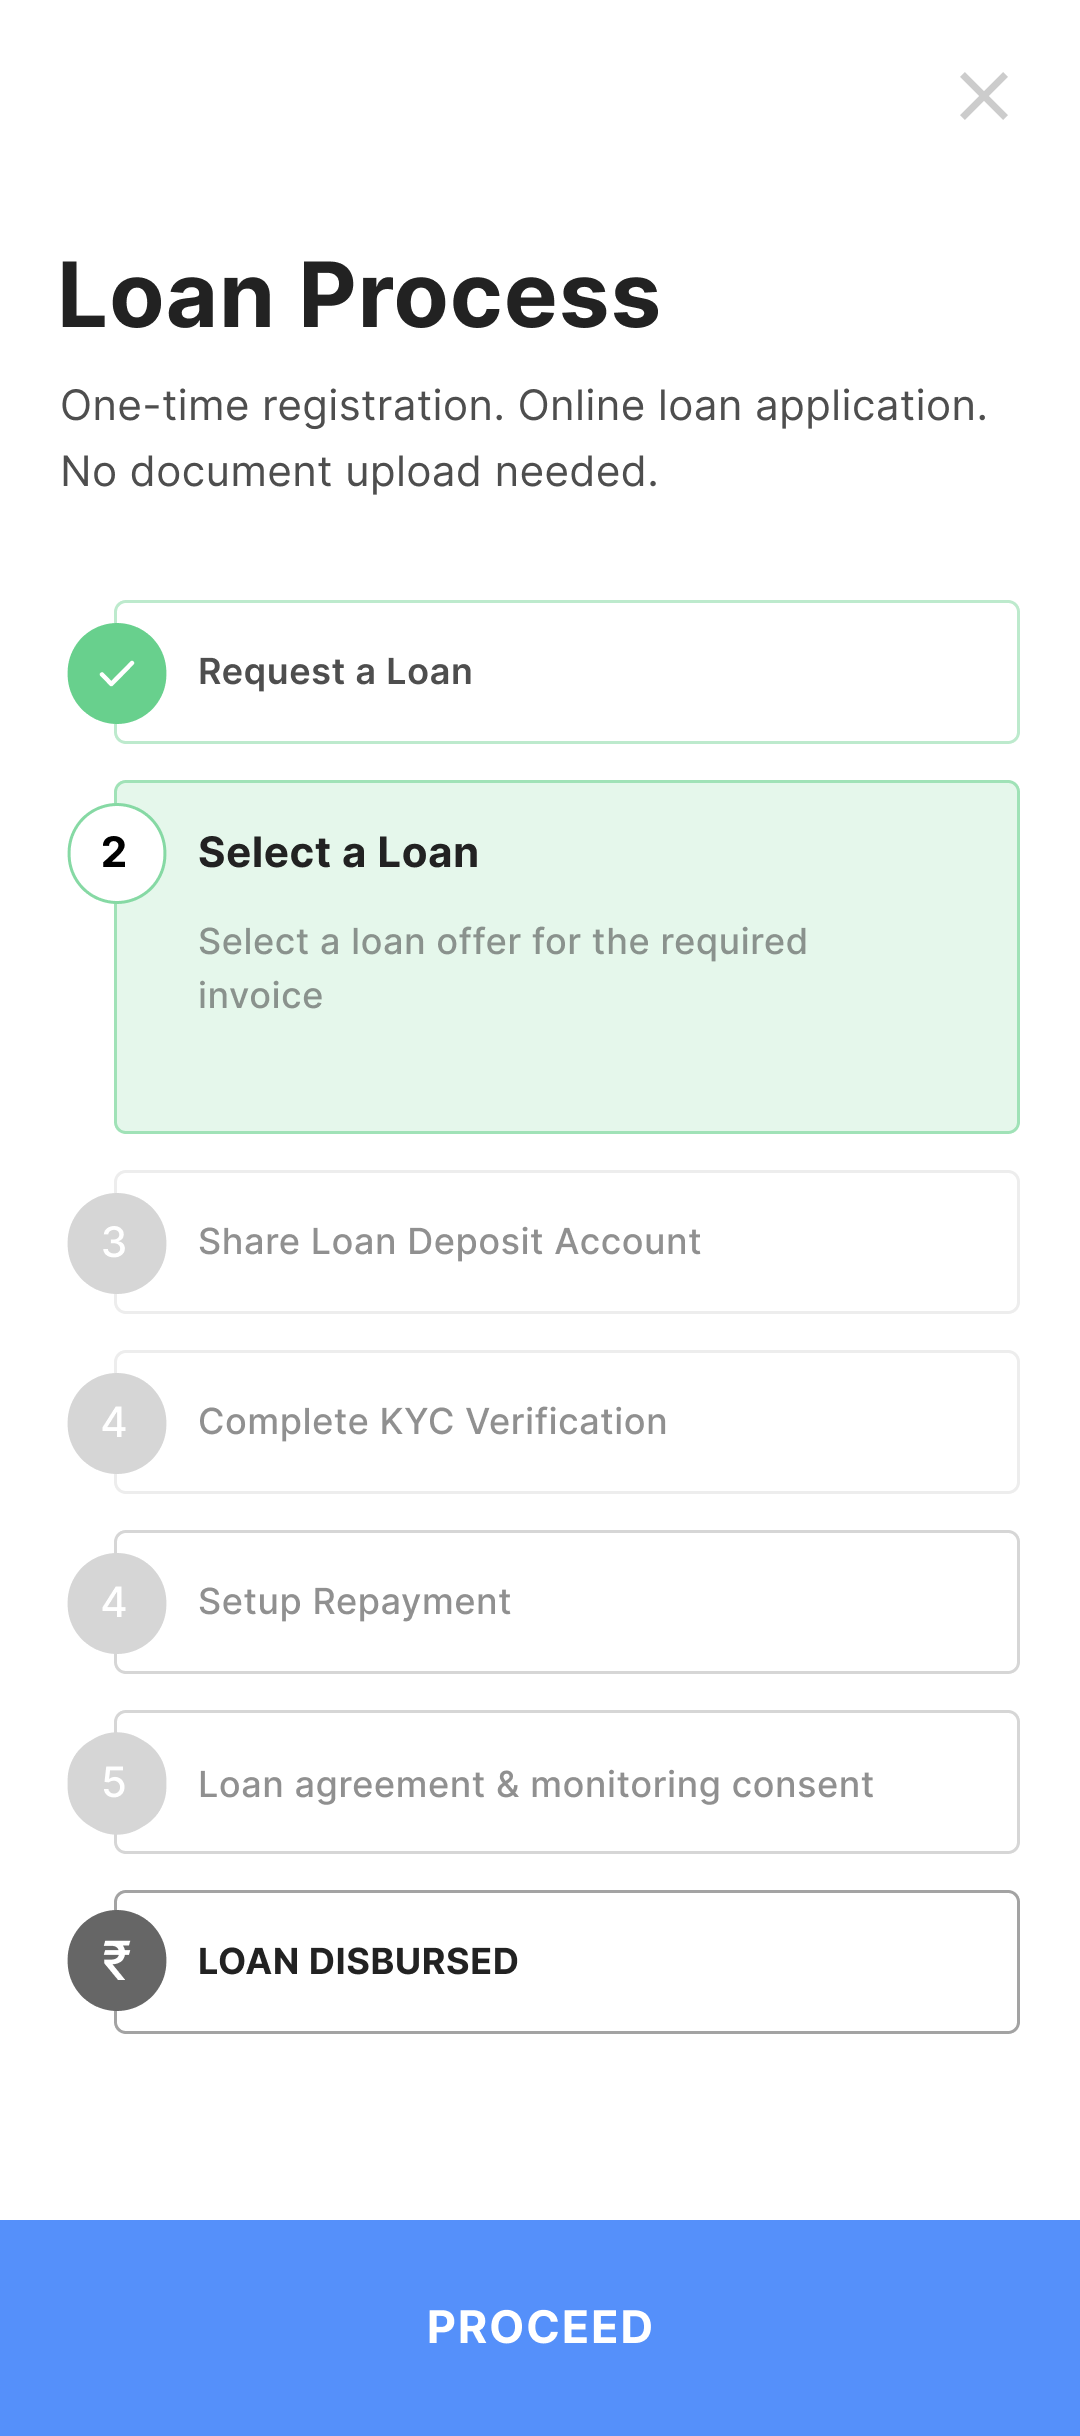 Loan Process
One-time registration. Online loan application.
No document upload needed.
Request a Loan
2
Select a Loan
Select a loan offer for the required
invoice
3
Share Loan Deposit Account
4
Complete KYC Verification
4
Setup Repayment
5
Loan agreement & monitoring consent
₹
LOAN DISBURSED
PROCEED